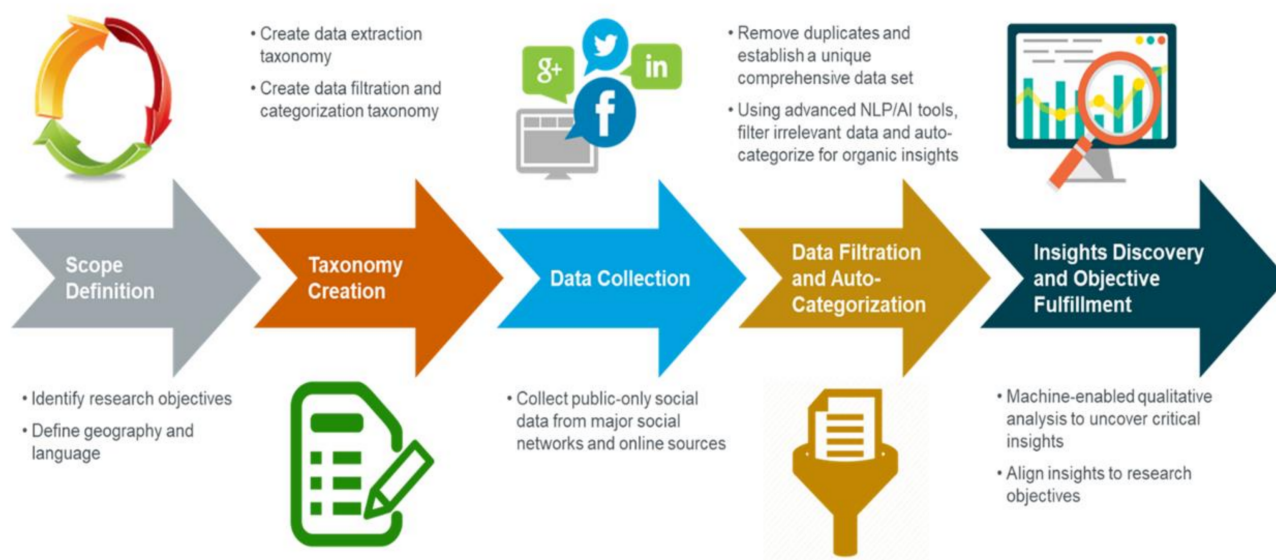 • Create data extraction
taxonomy
• Create data filtration and
categorization taxonomy
g+
in
f
• Remove duplicates and
establish a unique
comprehensive data set
• Using advanced NLP/AI tools,
filter irrelevant data and auto-
categorize for organic insights
Scope
Definition
Taxonomy
Creation
Data Collection
Data Filtration
and Auto-
Categorization
Insights Discovery
and Objective
Fulfillment
• Identify research objectives
• Define geography and
language
• Collect public-only social
data from major social
networks and online sources
• Machine-enabled qualitative
analysis to uncover critical
insights
• Align insights to research
objectives